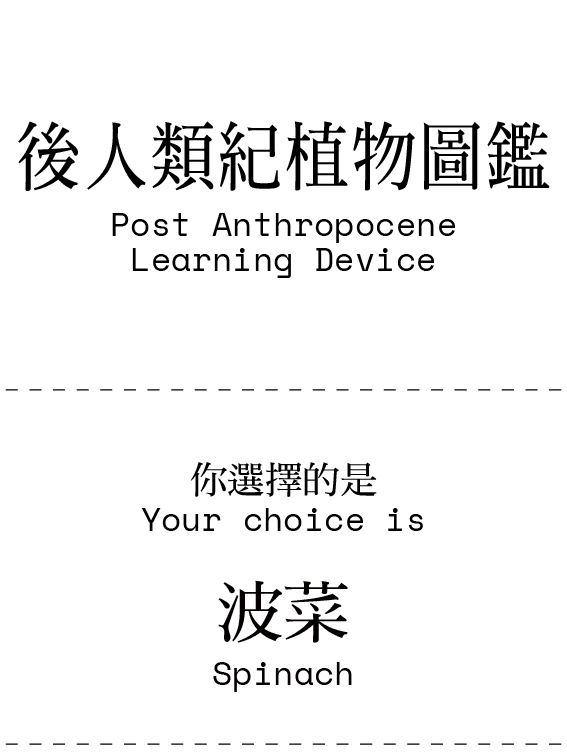 後人類紀植物圖鑑
Post Anthropocene
Learning Device
你選擇的是
Your choice is
波菜
Spinach